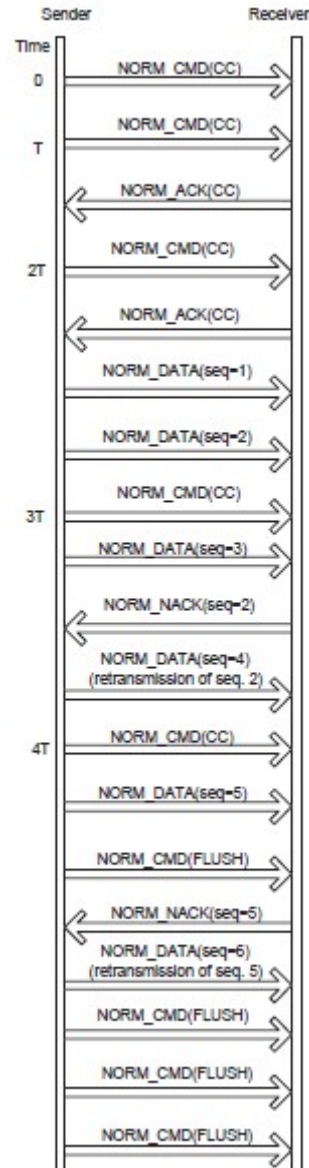 Sender Receiver
Time
0
NORM_CMD(CC)
NORM_CMD(CC)
T
NORM_ACK(CC)
NORM_CMD(CC)
2T
NORM_ACK(CC)
NORM_DATA(seq=1)
NORM_DATA(seq=2)
NORM_CMD(CC)
3T
NORM_DATA(seq=3)
NORM_NACK(seq=2)
NORM_DATA(seq=4)
(retransmission of seq. 2)
NORM_CMD(CC)
4T
NORM_DATA(seq=5)
NORM_CMD(FLUSH)
NORM_NACK(seq=5)
NORM_DATA(seq=6)
(retransmission of seq. 5)
NORM_CMD(FLUSH)
NORM_CMD(FLUSH)
NORM_CMD(FLUSH)